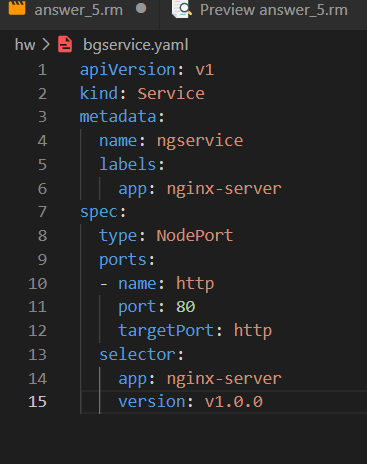 answer_5.rm
Preview answer_5.rm
hw > bgservice.yaml
1 apiVersion: v1
2 kind: Service
3 metadata:
4   name: ngservice
5   labels:
6     app: nginx-server
7 spec:
8   type: NodePort
9   ports:
10   - name: http
11     port: 80
12     targetPort: http
13   selector:
14     app: nginx-server
15     version: v1.0.0